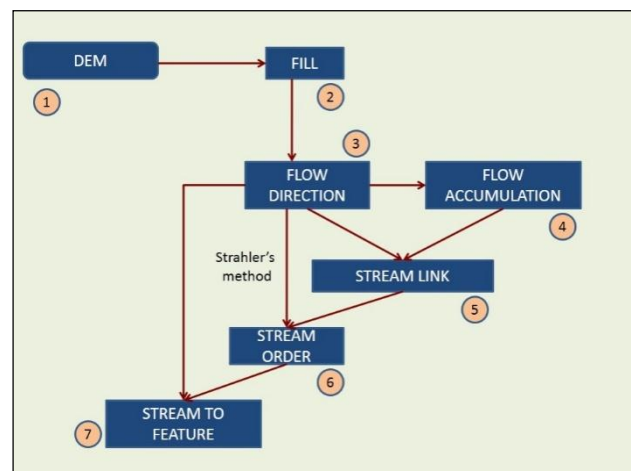 DEM
1
FILL
2
3
FLOW
DIRECTION
FLOW
ACCUMULATION
4
Strahler's
method
STREAM LINK
5
STREAM
ORDER
6
STREAM TO
FEATURE
7